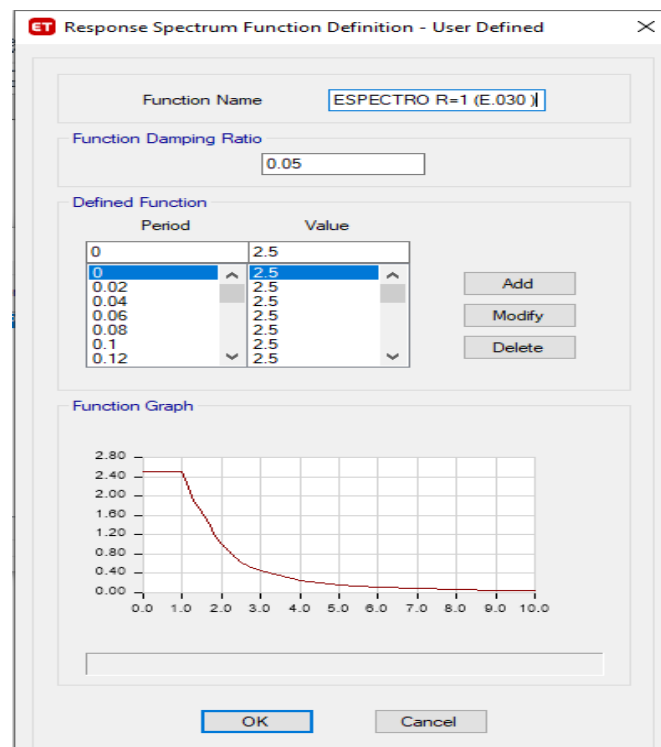 ET Response Spectrum Function Definition - User Defined
Function Name ESPECTRO R=1 (E.030 )
Function Damping Ratio
0.05
Defined Function
Period Value
0 2.5
0 2.5
0.02 2.5
0.04 2.5
0.06 2.5
0.08 2.5
0.1 2.5
0.12 2.5
Add
Modify
Delete
Function Graph
2.80
2.40
2.00
1.60
1.20
0.80
0.40
0.00
0.0 1.0 2.0 3.0 4.0 5.0 6.0 7.0 8.0 9.0 10.0
OK Cancel